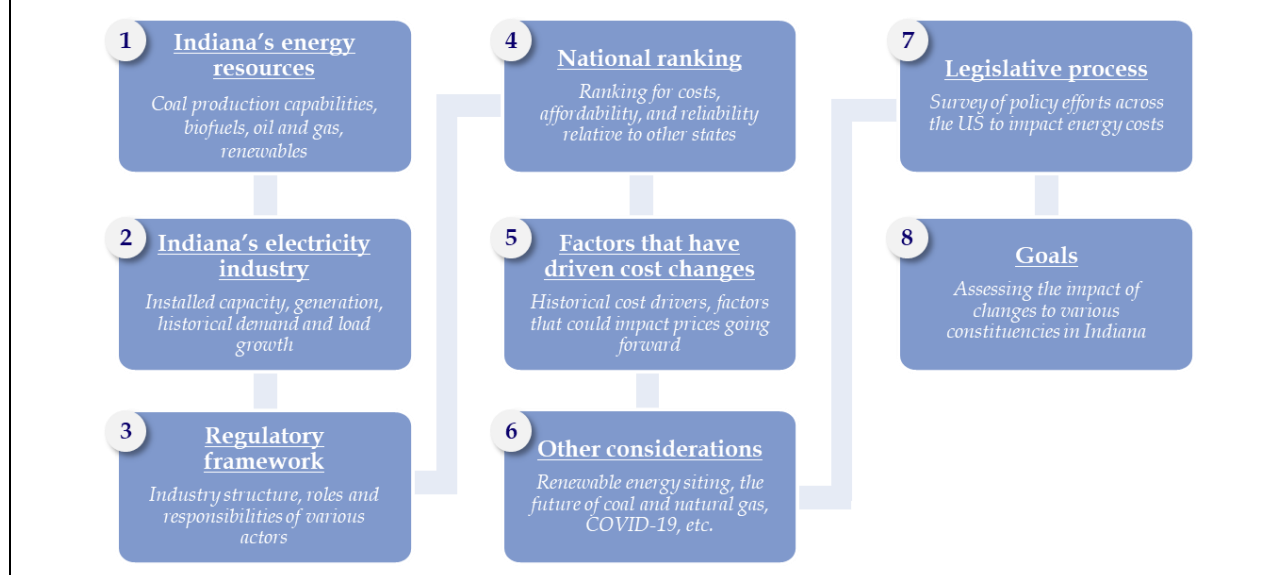 1
Indiana's energy
resources
Coal production capabilities,
biofuels, oil and gas,
renewables
2
Indiana's electricity
industry
Installed capacity, generation,
historical demand and load
growth
3
Regulatory
framework
Industry structure, roles and
responsibilities of various
actors
4
National ranking
Ranking for costs,
affordability, and reliability
relative to other states
5
Factors that have
driven cost changes
Historical cost drivers, factors
that could impact prices going
forward
6
Other considerations
Renewable energy siting, the
future of coal and natural gas,
COVID-19, etc.
7
Legislative process
Survey of policy efforts across
the US to impact energy costs
8
Goals
Assessing the impact of
changes to various
constituencies in Indiana